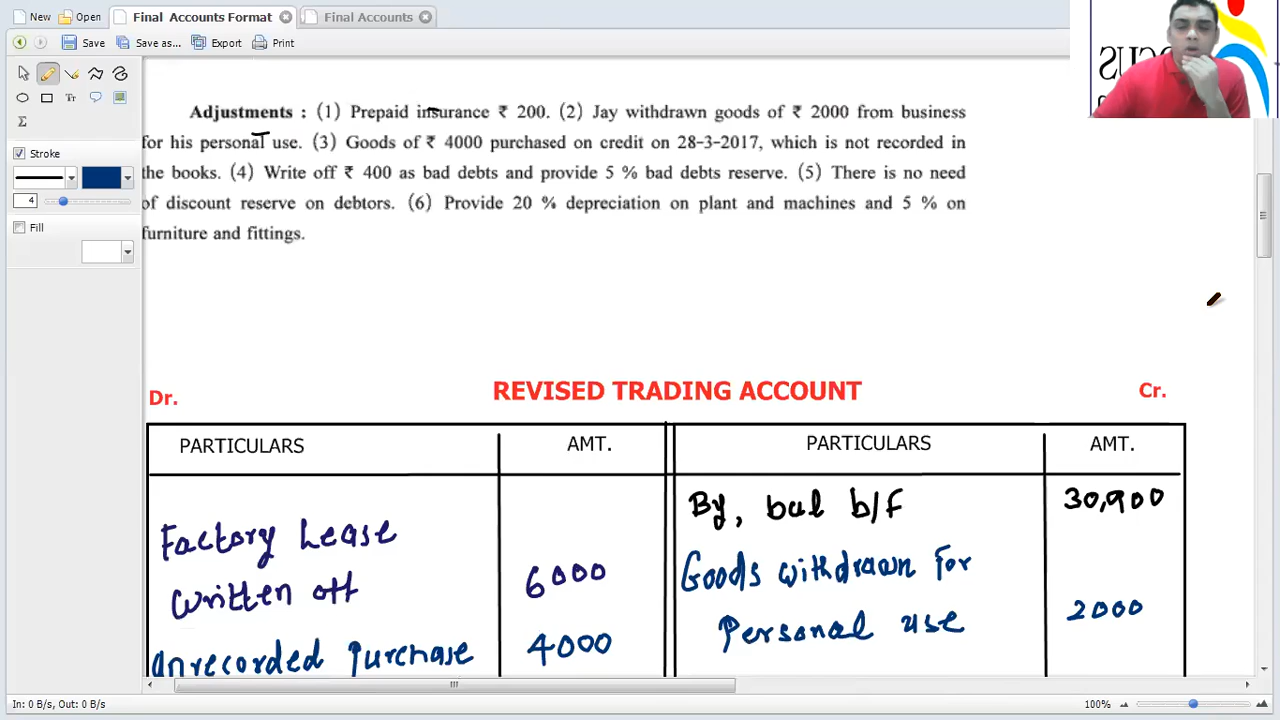 New Open Final Accounts Format Final Accounts
Save Save as... Export Print
Adjustments : (1) Prepaid insurance ₹ 200. (2) Jay withdrawn goods of ₹ 2000 from business
for his personal use. (3) Goods of ₹ 4000 purchased on credit on 28-3-2017, which is not recorded in
the books. (4) Write off ₹ 400 as bad debts and provide 5 % bad debts reserve. (5) There is no need
of discount reserve on debtors. (6) Provide 20 % depreciation on plant and machines and 5 % on
furniture and fittings.
Tr
Σ
Stroke
4
Fill
Dr. REVISED TRADING ACCOUNT Cr.
PARTICULARS AMT. PARTICULARS AMT.
By, bal b/F 30,900
Factory Lease
written off 6000
Goods withdrawn for
Personal use 2000
Unrecorded Purchase 4000
In: 0 B/s, Out: 0 B/s 100%